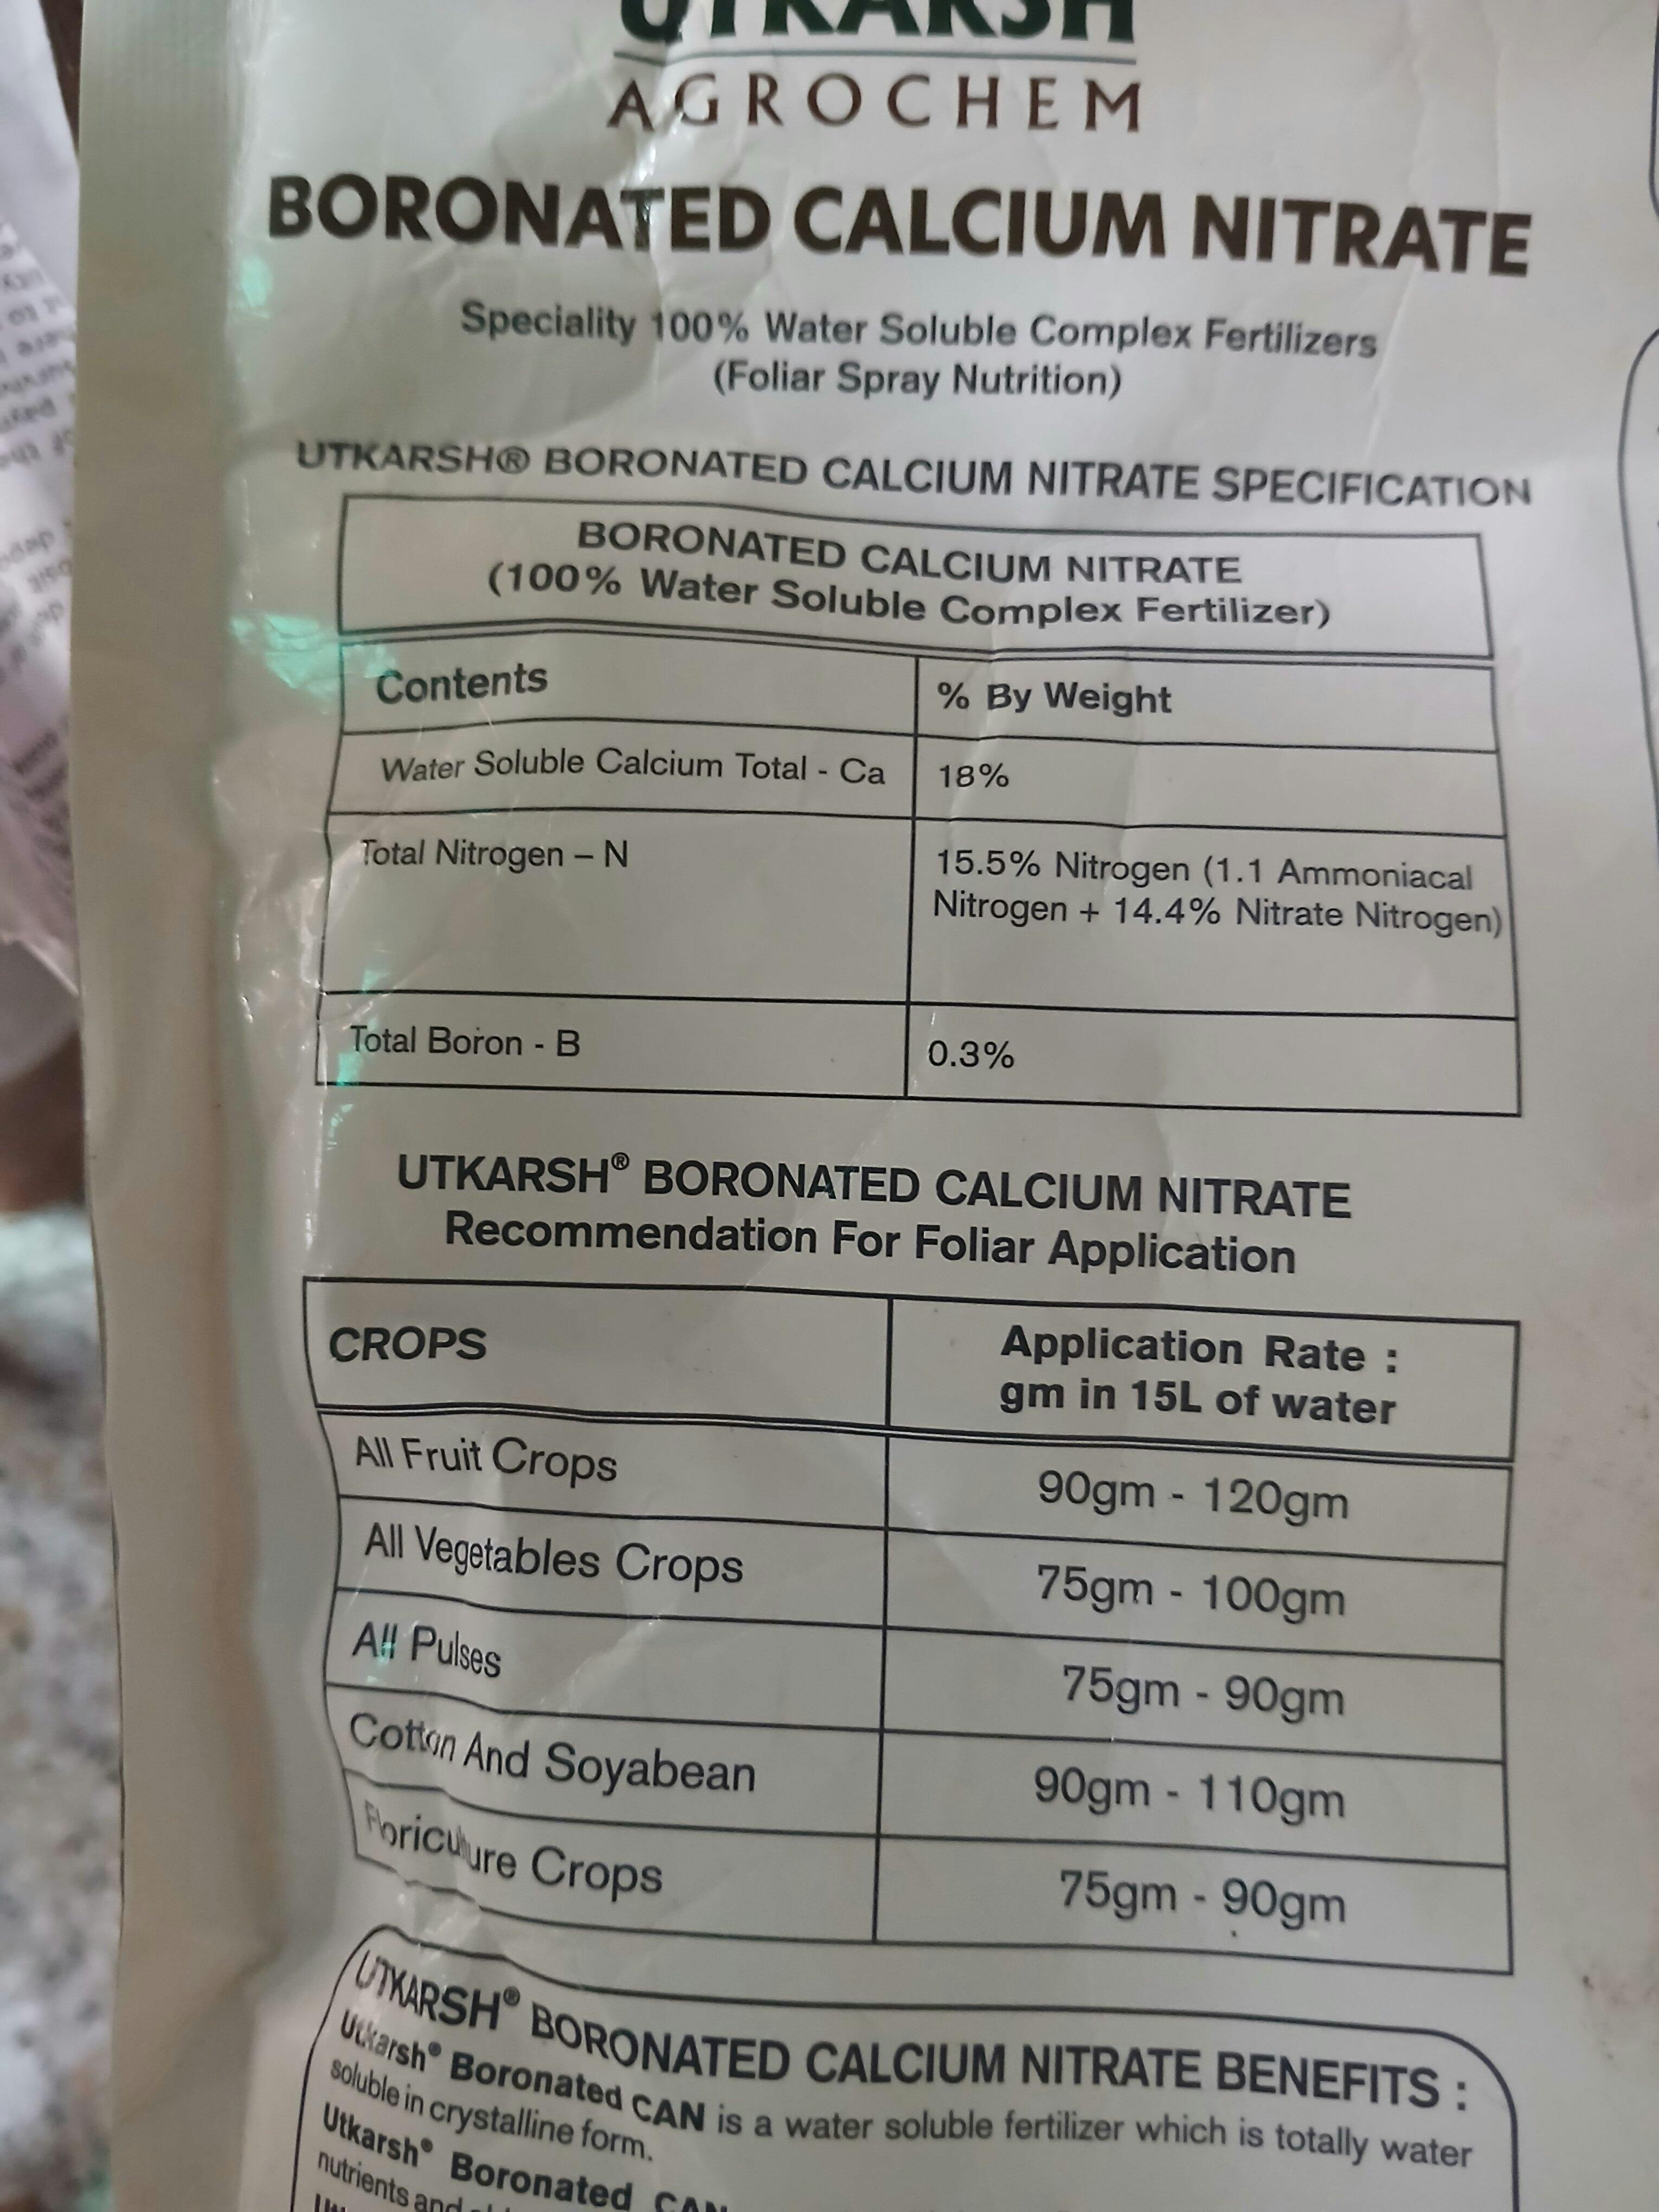 UTKARSH
AGROCHEM
BORONATED CALCIUM NITRATE
Speciality 100% Water Soluble Complex Fertilizers
(Foliar Spray Nutrition)
UTKARSH® BORONATED CALCIUM NITRATE SPECIFICATION
BORONATED CALCIUM NITRATE
(100% Water Soluble Complex Fertilizer)
Contents % By Weight
Water Soluble Calcium Total - Ca 18%
Total Nitrogen – N 15.5% Nitrogen (1.1 Ammoniacal
Nitrogen + 14.4% Nitrate Nitrogen)
Total Boron - B 0.3%
UTKARSH® BORONATED CALCIUM NITRATE
Recommendation For Foliar Application
CROPS Application Rate :
gm in 15L of water
All Fruit Crops 90gm - 120gm
All Vegetables Crops 75gm - 100gm
All Pulses 75gm - 90gm
Cotton And Soyabean 90gm - 110gm
Floriculture Crops 75gm - 90gm
UTKARSH® BORONATED CALCIUM NITRATE BENEFITS :
Utkarsh® Boronated CAN is a water soluble fertilizer which is totally water
soluble in crystalline form.
Utkarsh® Boronated CAN
nutrients and